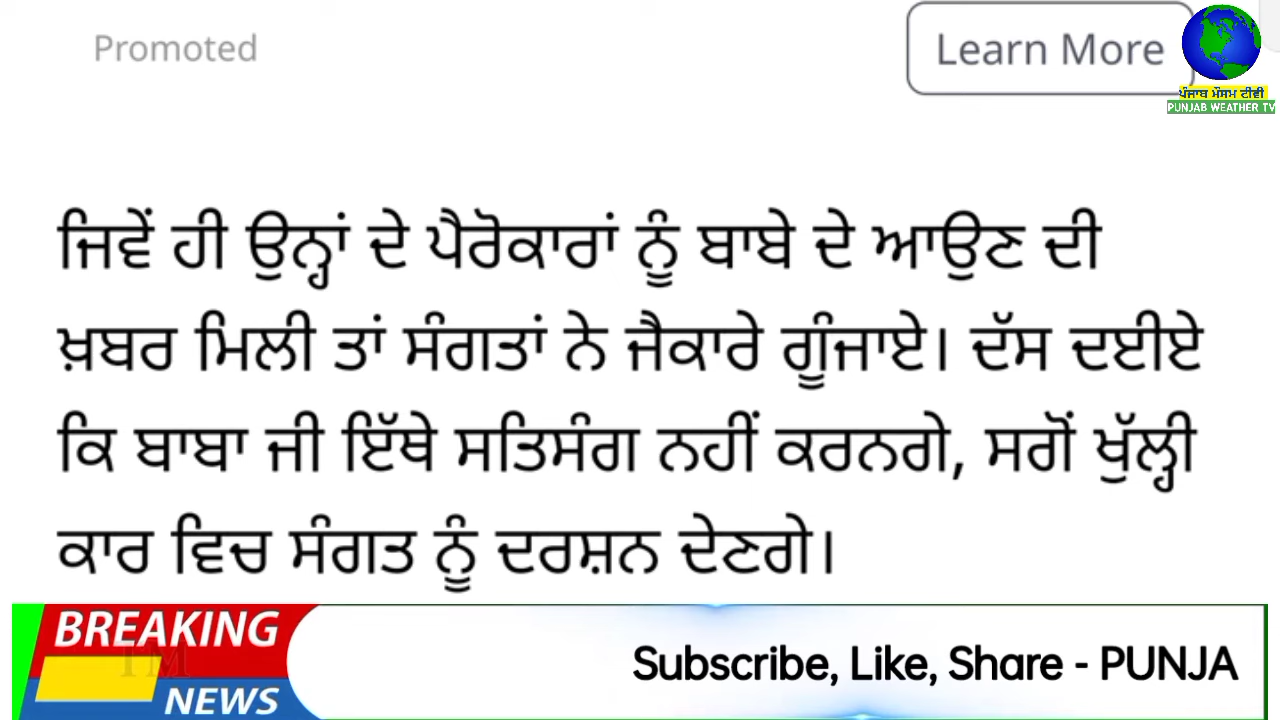 Promoted
Learn More
ਪੰਜਾਬ ਮੌਸਮ ਟੀਵੀ
PUNJAB WEATHER TV
ਜਿਵੇਂ ਹੀ ਉਨ੍ਹਾਂ ਦੇ ਪੈਰੋਕਾਰਾਂ ਨੂੰ ਬਾਬੇ ਦੇ ਆਉਣ ਦੀ
ਖ਼ਬਰ ਮਿਲੀ ਤਾਂ ਸੰਗਤਾਂ ਨੇ ਜੈਕਾਰੇ ਗੂੰਜਾਏ। ਦੱਸ ਦਈਏ
ਕਿ ਬਾਬਾ ਜੀ ਇੱਥੇ ਸਤਿਸੰਗ ਨਹੀਂ ਕਰਨਗੇ, ਸਗੋਂ ਖੁੱਲ੍ਹੀ
ਕਾਰ ਵਿਚ ਸੰਗਤ ਨੂੰ ਦਰਸ਼ਨ ਦੇਣਗੇ।
BREAKING
NEWS
Subscribe, Like, Share - PUNJA